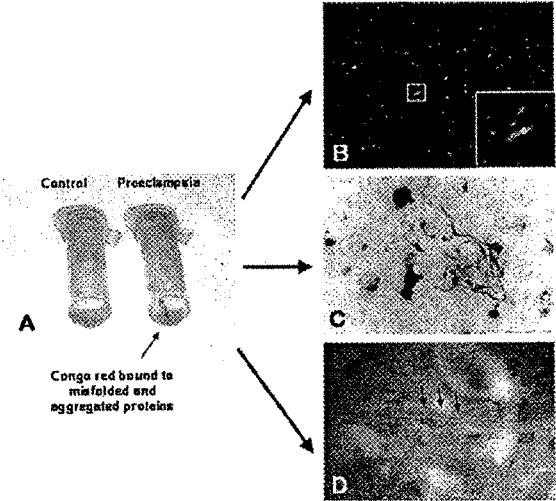 B
Control Preeclampsia
A
C
Congo red bound to
misfolded and
aggregated proteins
D